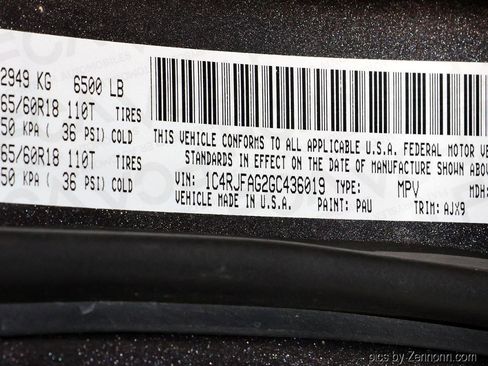 2949 KG 6500 LB
65/60R18 110T TIRES
50 KPA ( 36 PSI) COLD
65/60R18 110T TIRES
50 KPA ( 36 PSI) COLD
THIS VEHICLE CONFORMS TO ALL APPLICABLE U.S.A. FEDERAL MOTOR VE
STANDARDS IN EFFECT ON THE DATE OF MANUFACTURE SHOWN ABOV
VIN: 1C4RJFAG2GC436019 TYPE: MPV MDH:
VEHICLE MADE IN U.S.A. PAINT: PAU TRIM: AJX9
pics by Zennonn.com